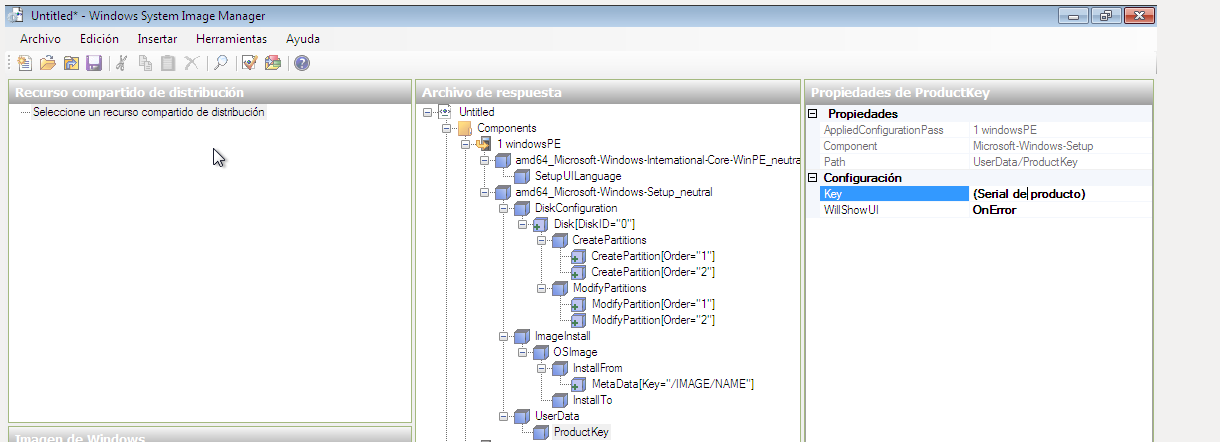 Untitled* - Windows System Image Manager
Archivo Edición Insertar Herramientas Ayuda
Recurso compartido de distribución
Seleccione un recurso compartido de distribución
Imagen de Windows
Archivo de respuesta
Untitled
Components
1 windowsPE
amd64_Microsoft-Windows-International-Core-WinPE_neutra
SetupUILanguage
amd64_Microsoft-Windows-Setup_neutral
DiskConfiguration
Disk[DiskID="0"]
CreatePartitions
CreatePartition[Order="1"]
CreatePartition[Order="2"]
ModifyPartitions
ModifyPartition[Order="1"]
ModifyPartition[Order="2"]
ImageInstall
OSImage
InstallFrom
MetaData[Key="/IMAGE/NAME"]
InstallTo
UserData
ProductKey
Propiedades de ProductKey
Propiedades
AppliedConfigurationPass 1 windowsPE
Component Microsoft-Windows-Setup
Path UserData/ProductKey
Configuración
Key (Serial de producto)
WillShowUI OnError